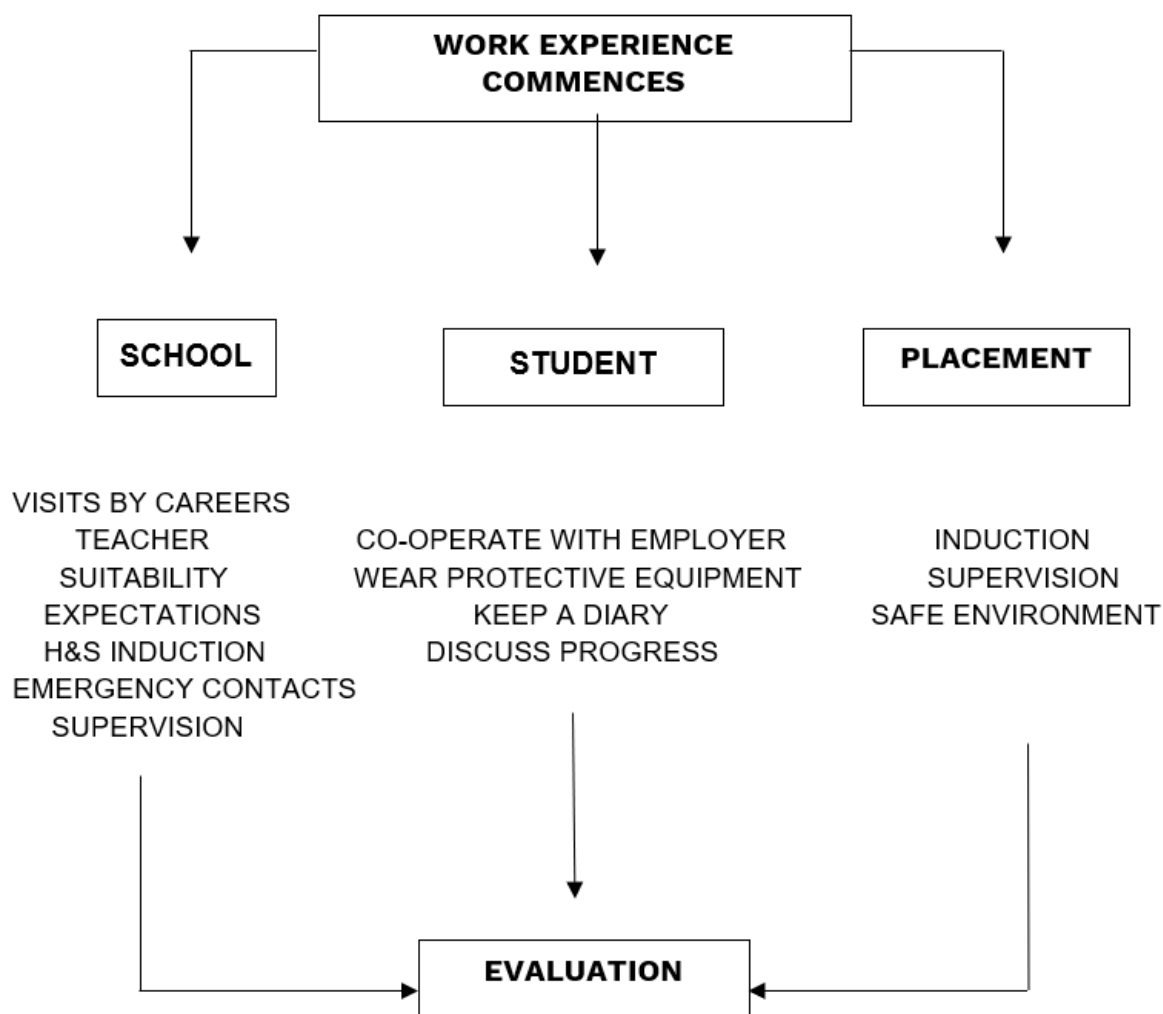 WORK EXPERIENCE
COMMENCES
SCHOOL
STUDENT
PLACEMENT
VISITS BY CAREERS
TEACHER
SUITABILITY
EXPECTATIONS
H&S INDUCTION
EMERGENCY CONTACTS
SUPERVISION
CO-OPERATE WITH EMPLOYER
WEAR PROTECTIVE EQUIPMENT
KEEP A DIARY
DISCUSS PROGRESS
INDUCTION
SUPERVISION
SAFE ENVIRONMENT
EVALUATION